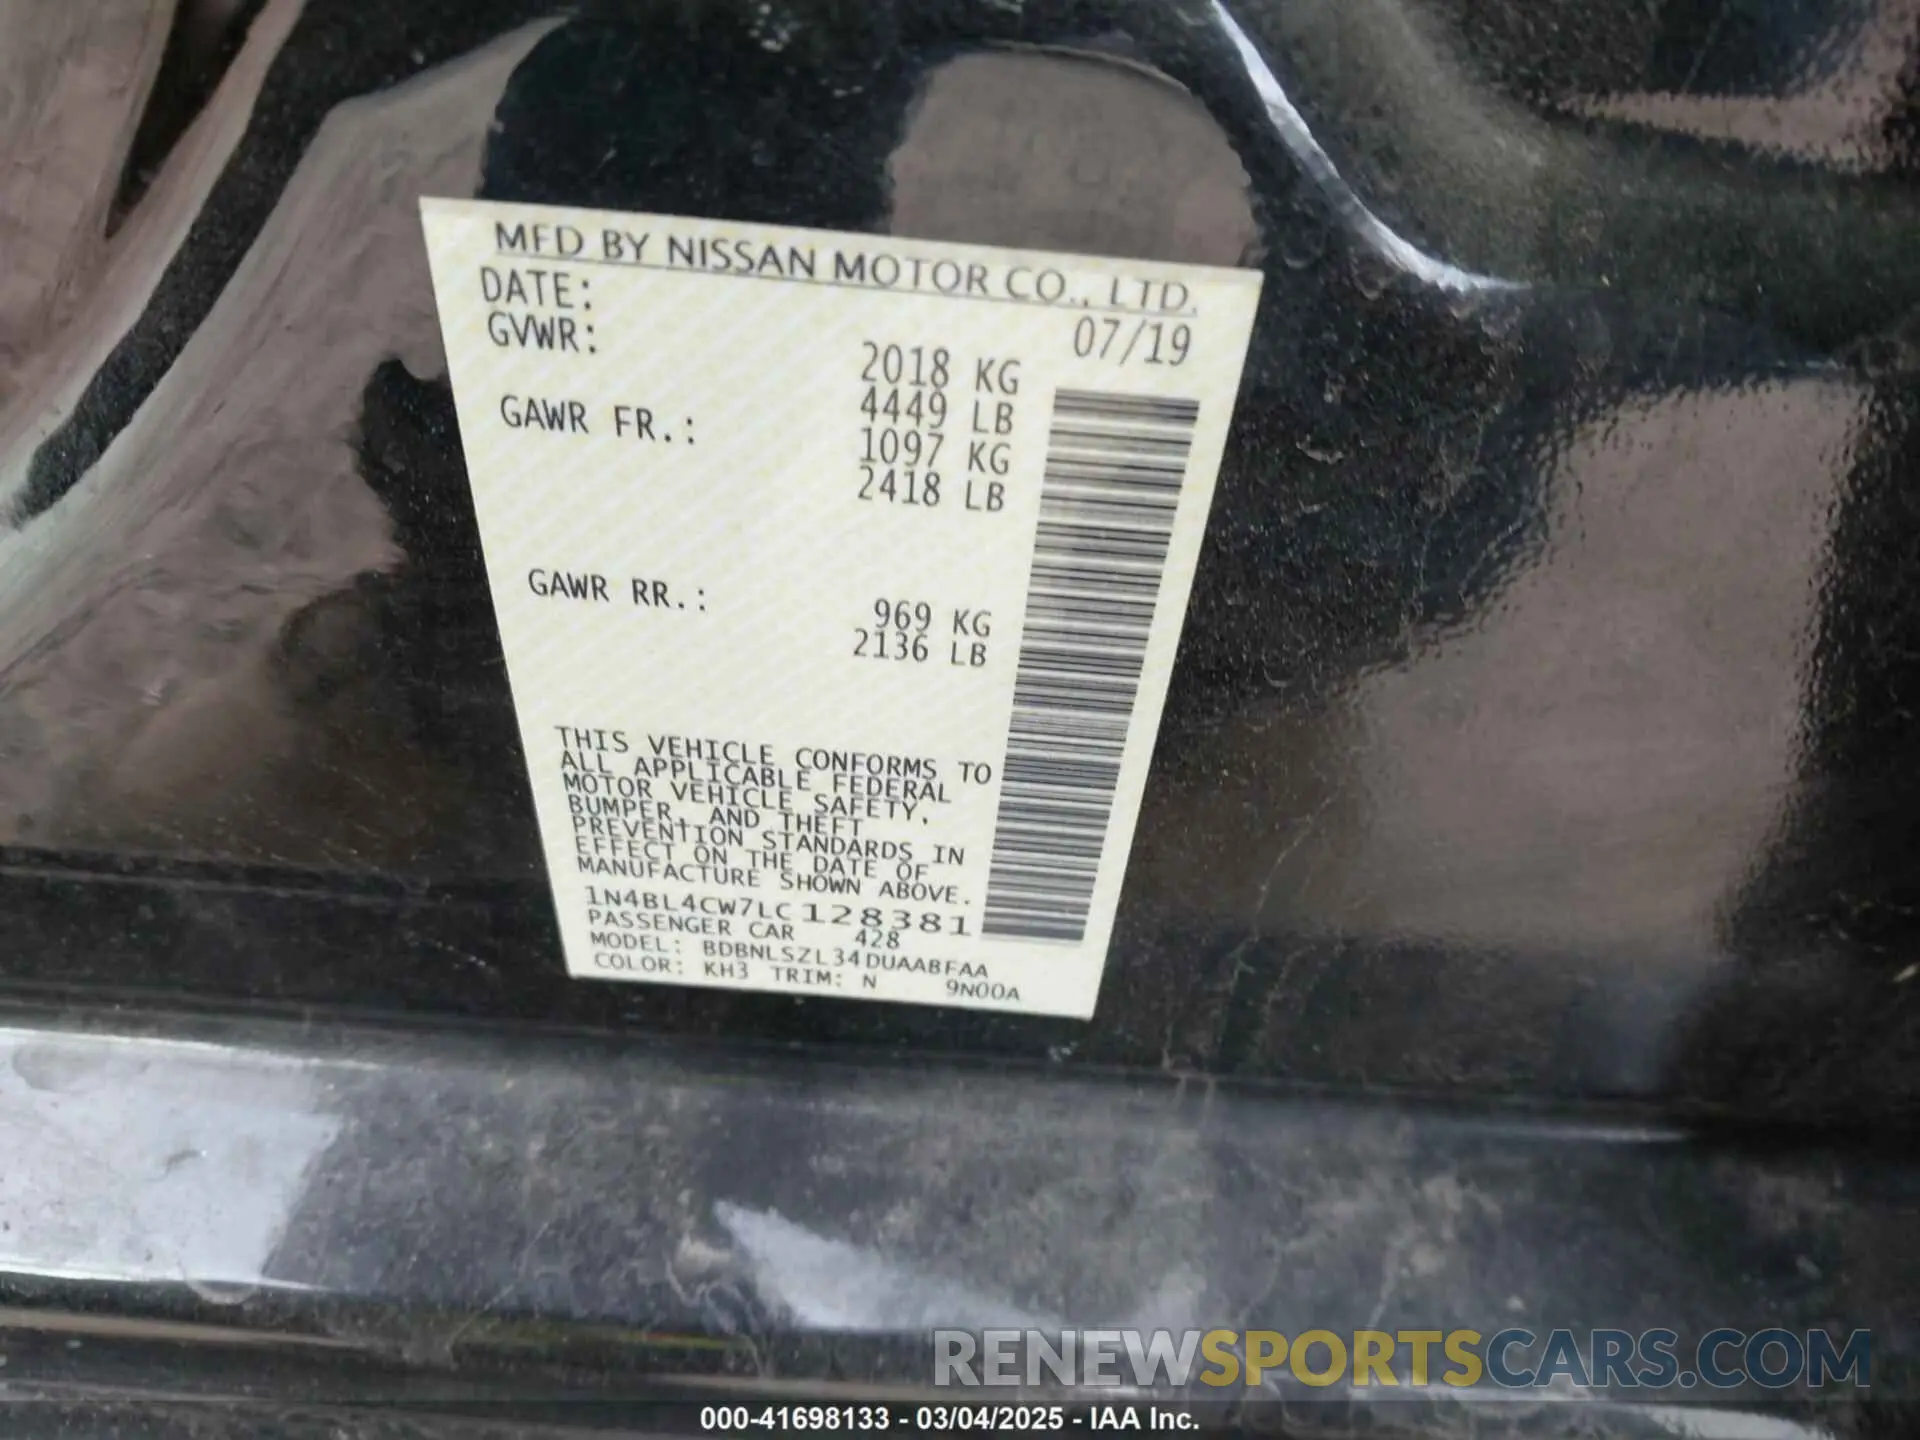 MFD BY NISSAN MOTOR CO., LTD.
DATE: 07/19
GVWR: 2018 KG
4449 LB
GAWR FR.: 1097 KG
2418 LB
GAWR RR.: 969 KG
2136 LB
THIS VEHICLE CONFORMS TO
ALL APPLICABLE FEDERAL
MOTOR VEHICLE SAFETY,
BUMPER, AND THEFT
PREVENTION STANDARDS IN
EFFECT ON THE DATE OF
MANUFACTURE SHOWN ABOVE.
1N4BL4CW7LC128381
PASSENGER CAR 428
MODEL: BDBNLSZL34DUAABFAA
COLOR: KH3 TRIM: N 9N00A
RENEWSPORTSCARS.COM
000-41698133 - 03/04/2025 - IAA Inc.